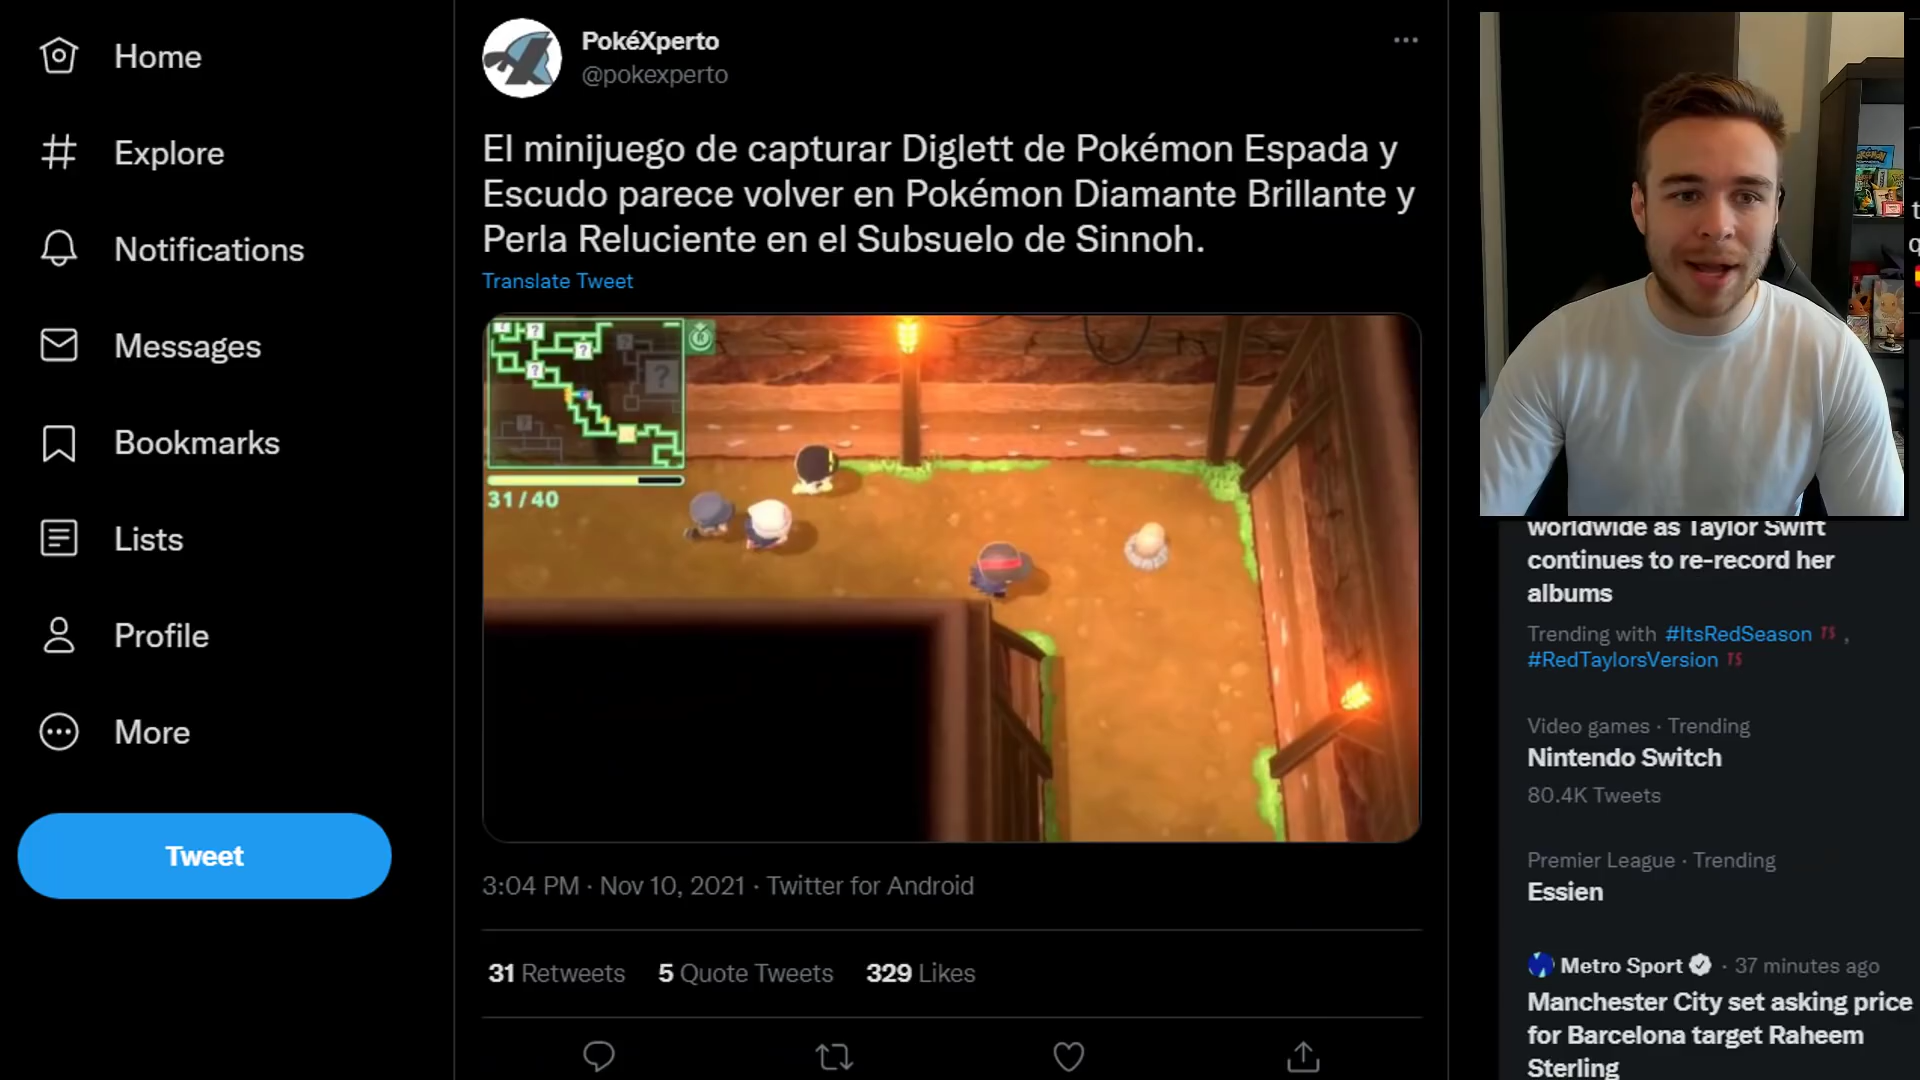 Home
Explore
Notifications
Messages
Bookmarks
Lists
Profile
More
Tweet
PokéXperto
@pokexperto
El minijuego de capturar Diglett de Pokémon Espada y
Escudo parece volver en Pokémon Diamante Brillante y
Perla Reluciente en el Subsuelo de Sinnoh.
Translate Tweet
31/40
3:04 PM · Nov 10, 2021 · Twitter for Android
31 Retweets 5 Quote Tweets 329 Likes
worldwide as Taylor Swift
continues to re-record her
albums
Trending with #ItsRedSeason TS ,
#RedTaylorsVersion TS
Video games · Trending
Nintendo Switch
80.4K Tweets
Premier League · Trending
Essien
Metro Sport · 37 minutes ago
Manchester City set asking price
for Barcelona target Raheem
Sterling